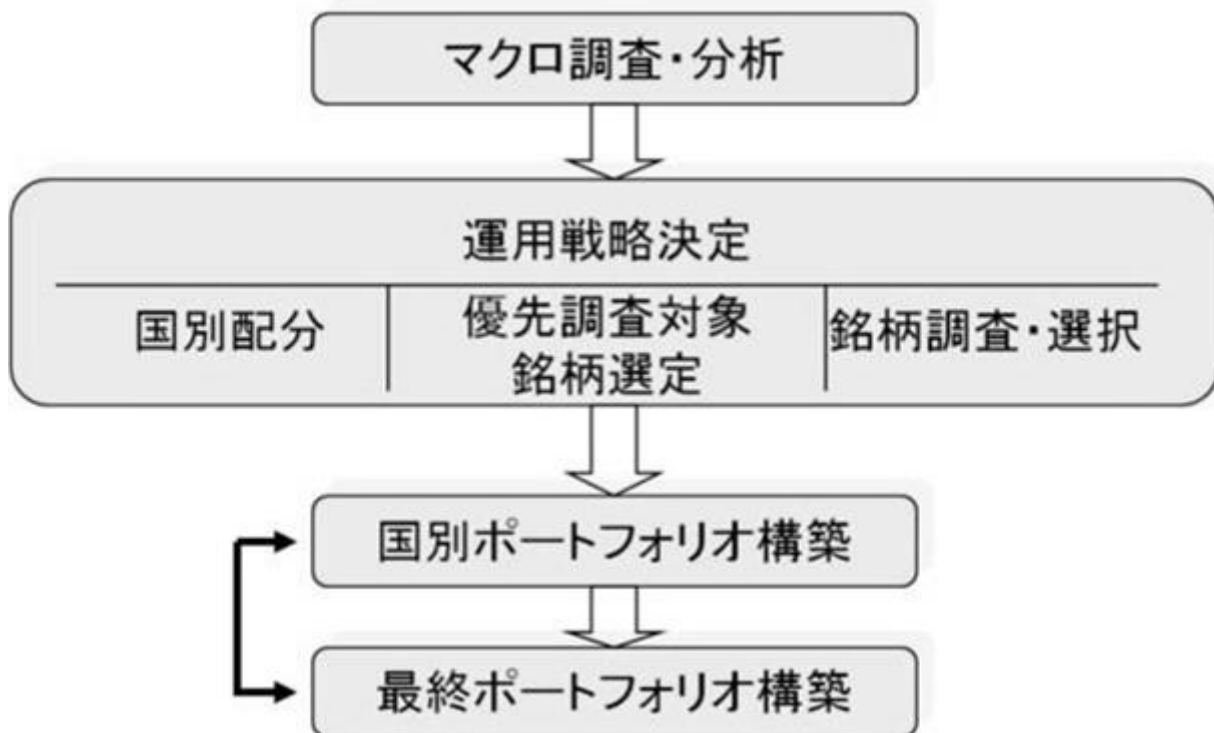 マクロ調査・分析
運用戦略決定
国別配分
優先調査対象
銘柄選定
銘柄調査・選択
国別ポートフォリオ構築
最終ポートフォリオ構築